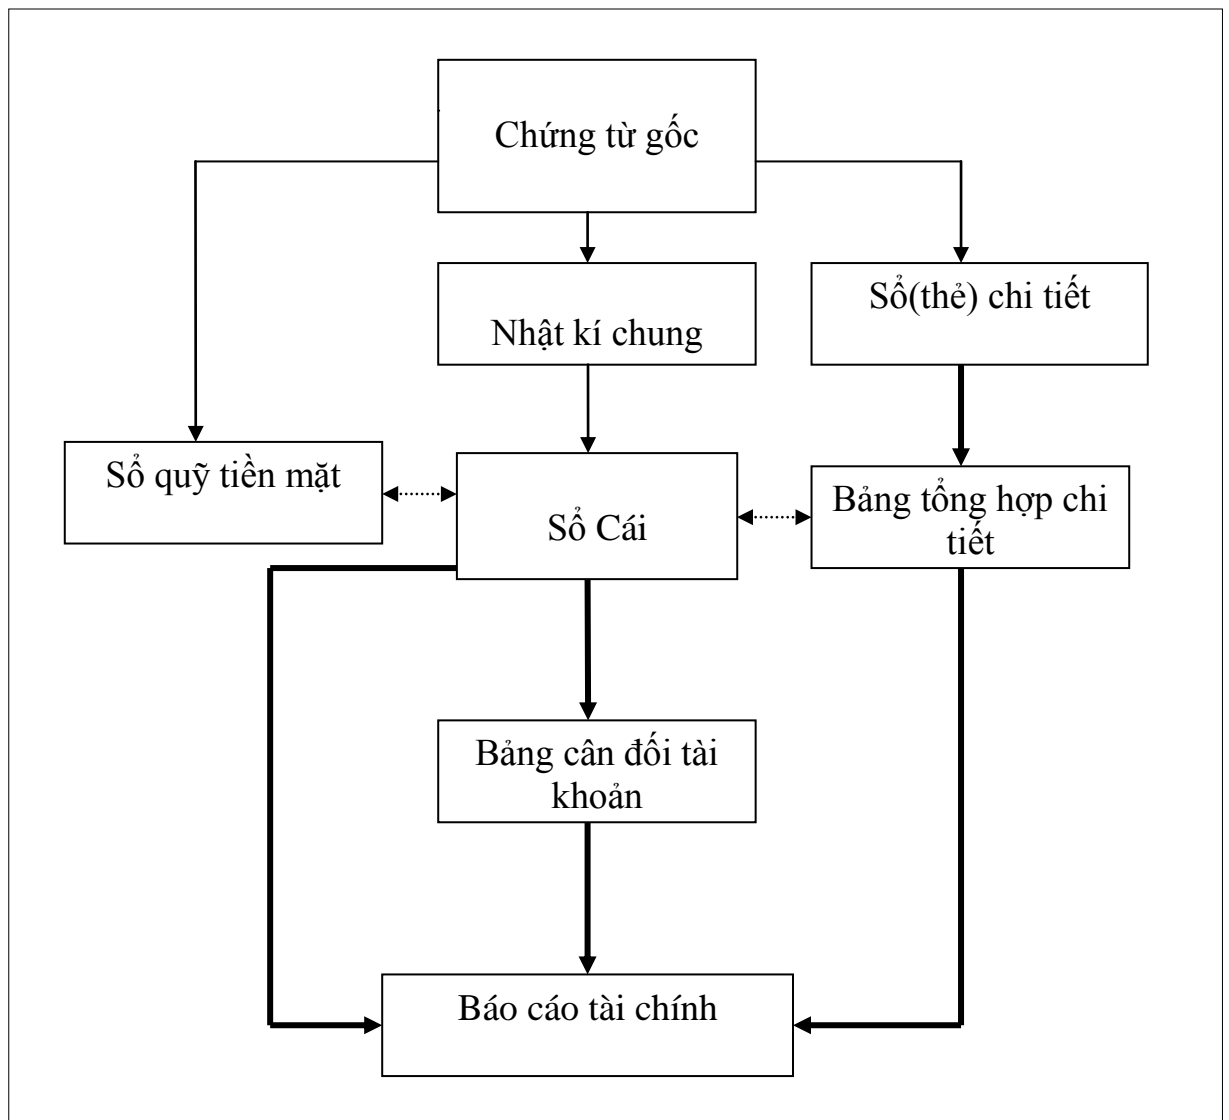 Chứng từ gốc
Nhật kí chung
Sổ(thẻ) chi tiết
Sổ quỹ tiền mặt
Sổ Cái
Bảng tổng hợp chi
tiết
Bảng cân đối tài
khoản
Báo cáo tài chính